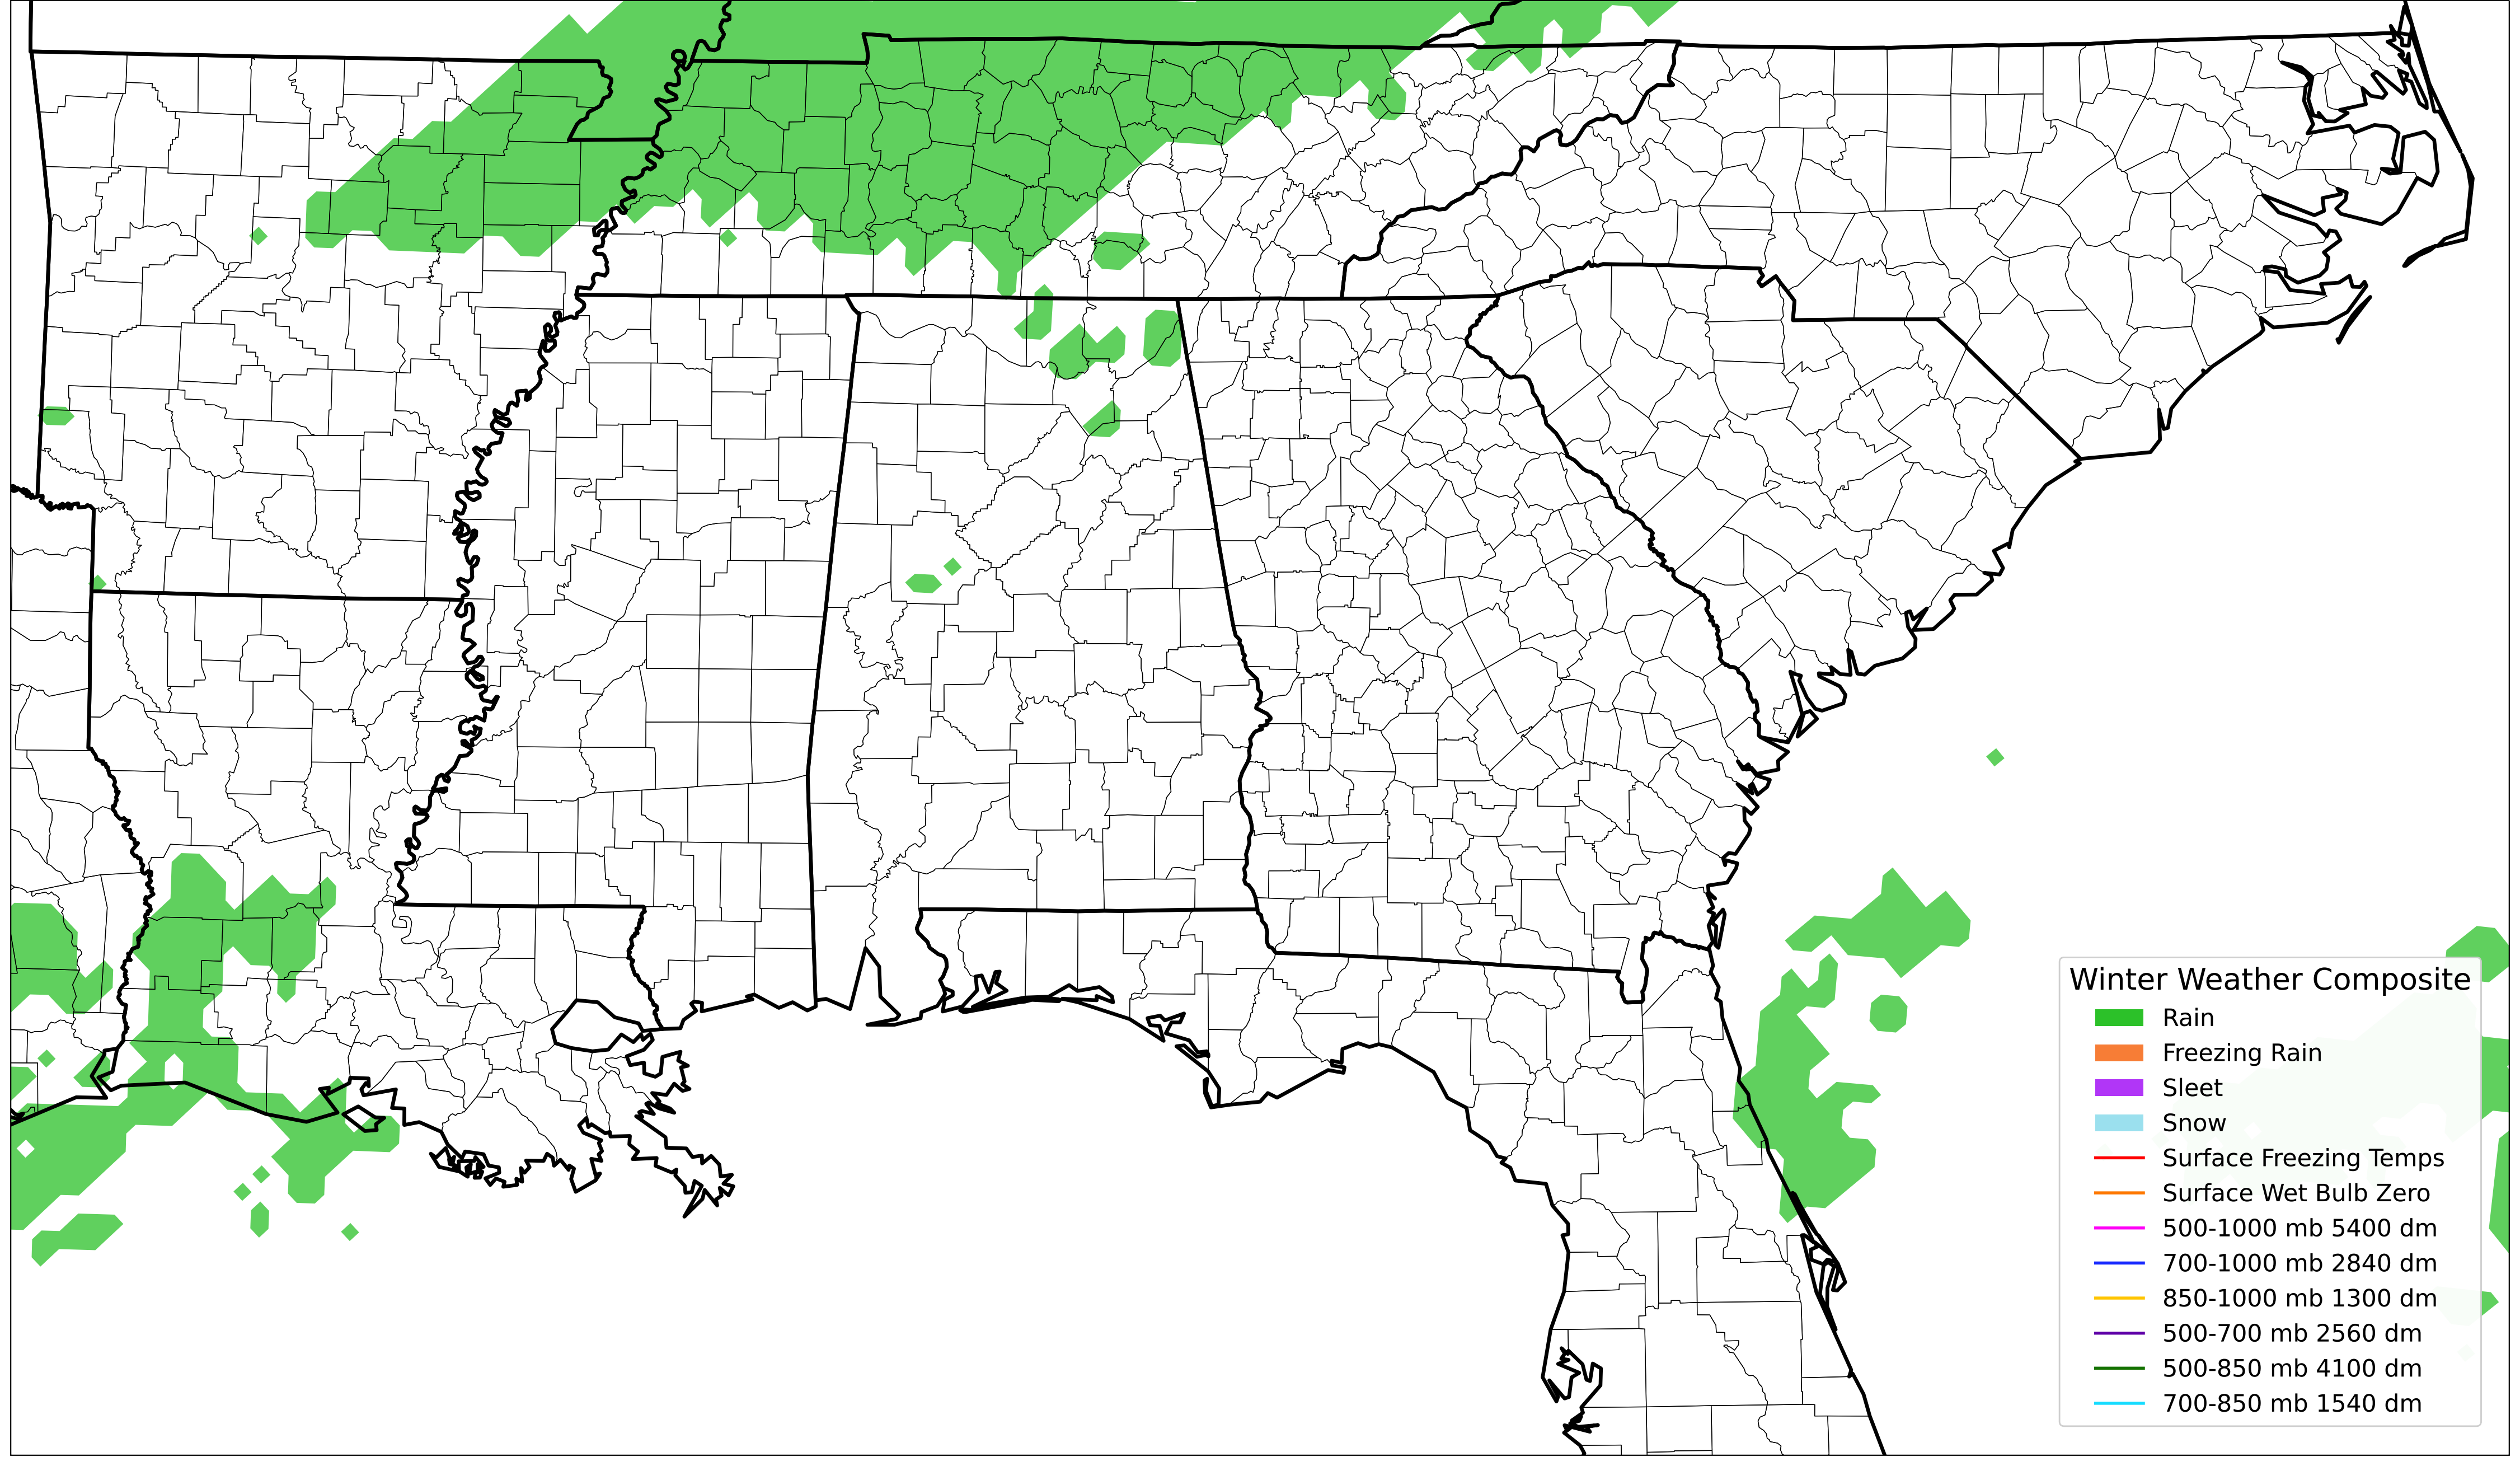 Winter Weather Composite
Rain
Freezing Rain
Sleet
Snow
Surface Freezing Temps
Surface Wet Bulb Zero
500-1000 mb 5400 dm
700-1000 mb 2840 dm
850-1000 mb 1300 dm
500-700 mb 2560 dm
500-850 mb 4100 dm
700-850 mb 1540 dm